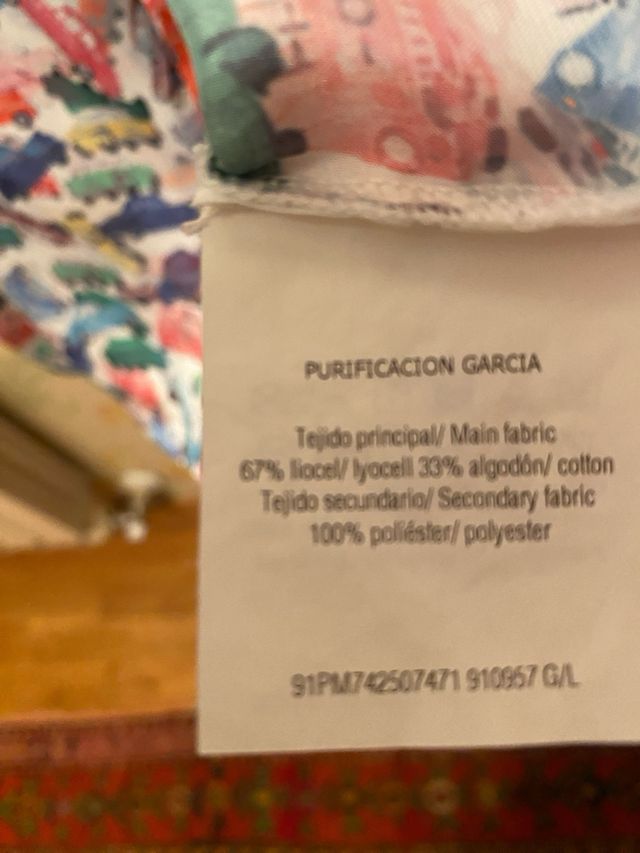 PURIFICACION GARCIA
Tejido principal/ Main fabric
67% liocel/ lyocell 33% algodón/ cotton
Tejido secundario/ Secondary fabric
100% poliéster/ polyester
91PM742507471 910957 G/L